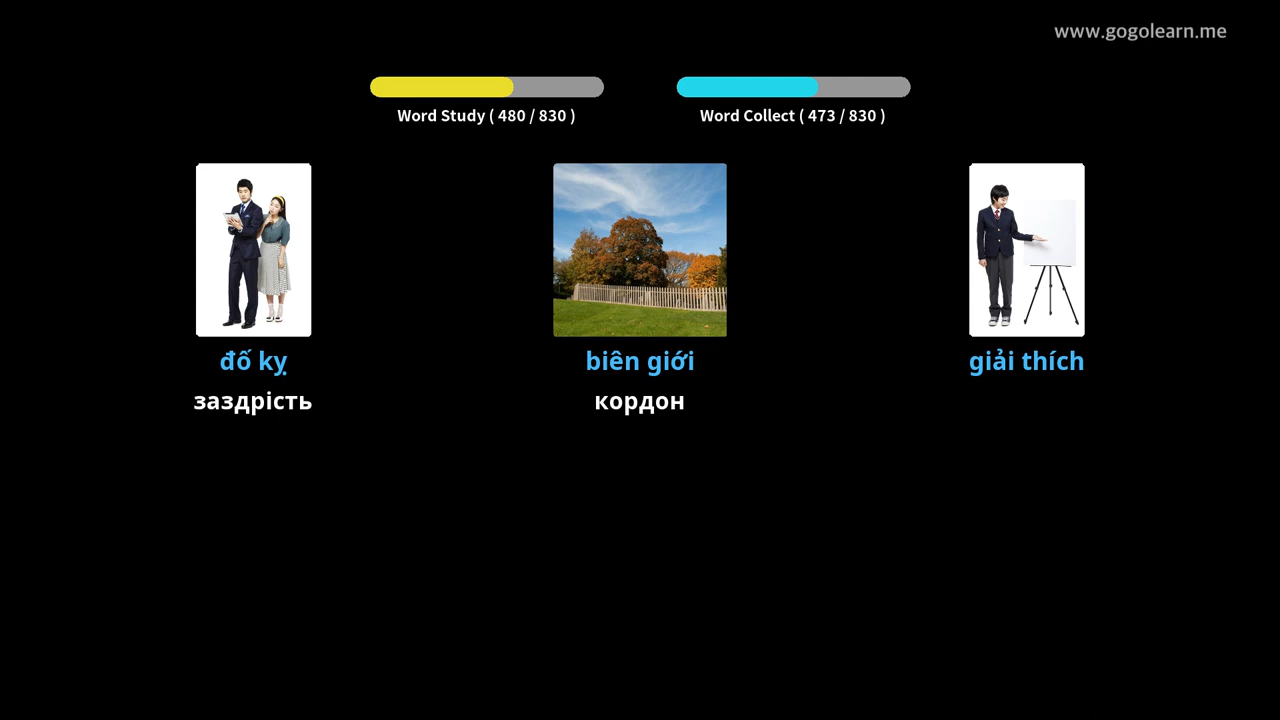 www.gogolearn.me
Word Study ( 480 / 830 )
Word Collect ( 473 / 830 )
đố kỵ
biên giới
giải thích
заздрість
кордон